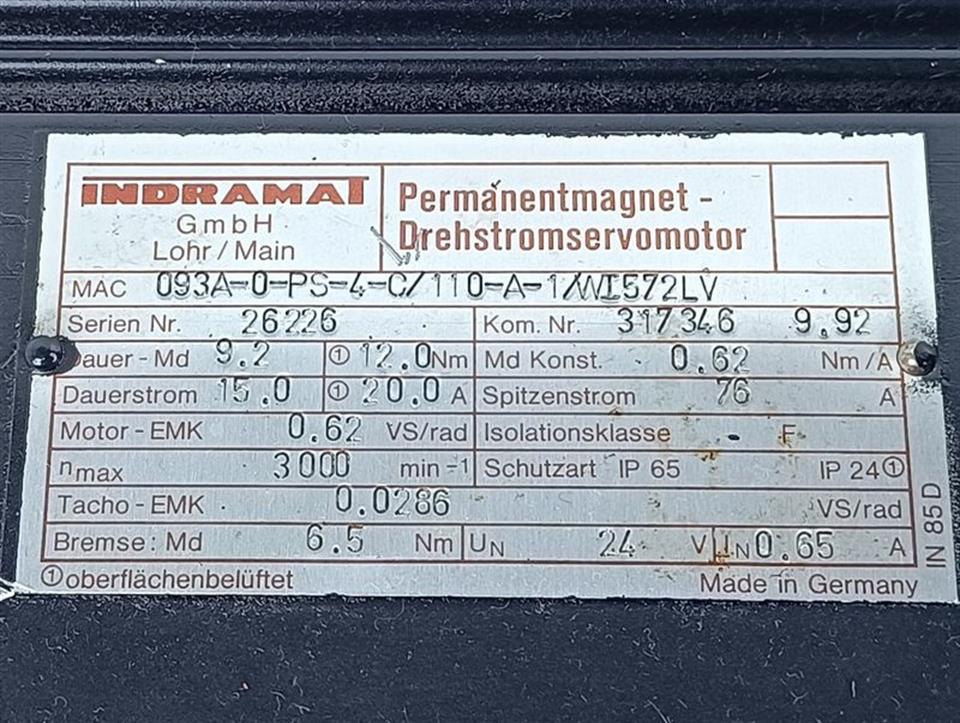 INDRAMAT
GmbH
Lohr / Main
Permanentmagnet -
Drehstromservomotor
MAC 093A-0-PS-4-C/110-A-1/WI572LV
Serien Nr. 26226 Kom. Nr. 317346 9.92
Dauer - Md 9.2 ① 12.0 Nm Md Konst. 0.62 Nm / A
Dauerstrom 15.0 ① 20.0 A Spitzenstrom 76 A
Motor - EMK 0.62 VS/rad Isolationsklasse F
nmax 3000 min -1 Schutzart IP 65 IP 24①
Tacho - EMK 0.0286 VS/rad
Bremse: Md 6.5 Nm UN 24 V IN 0.65 A
① oberflächenbelüftet Made in Germany
IN 85 D